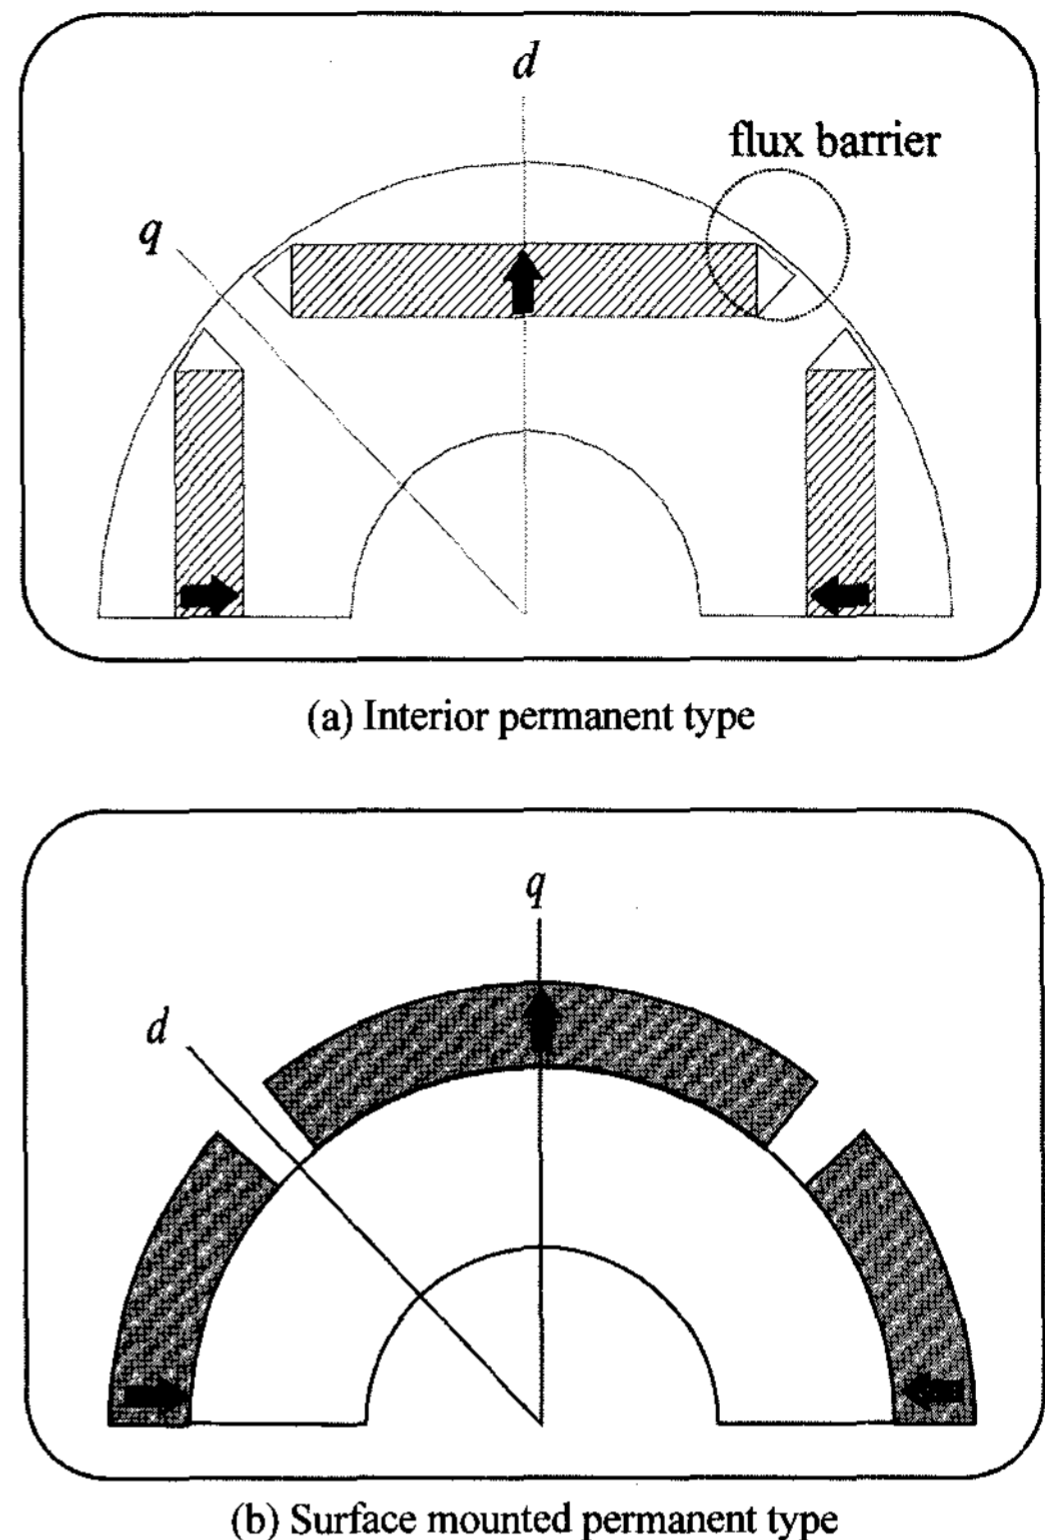 d
flux barrier
q
(a) Interior permanent type
q
d
(b) Surface mounted permanent type